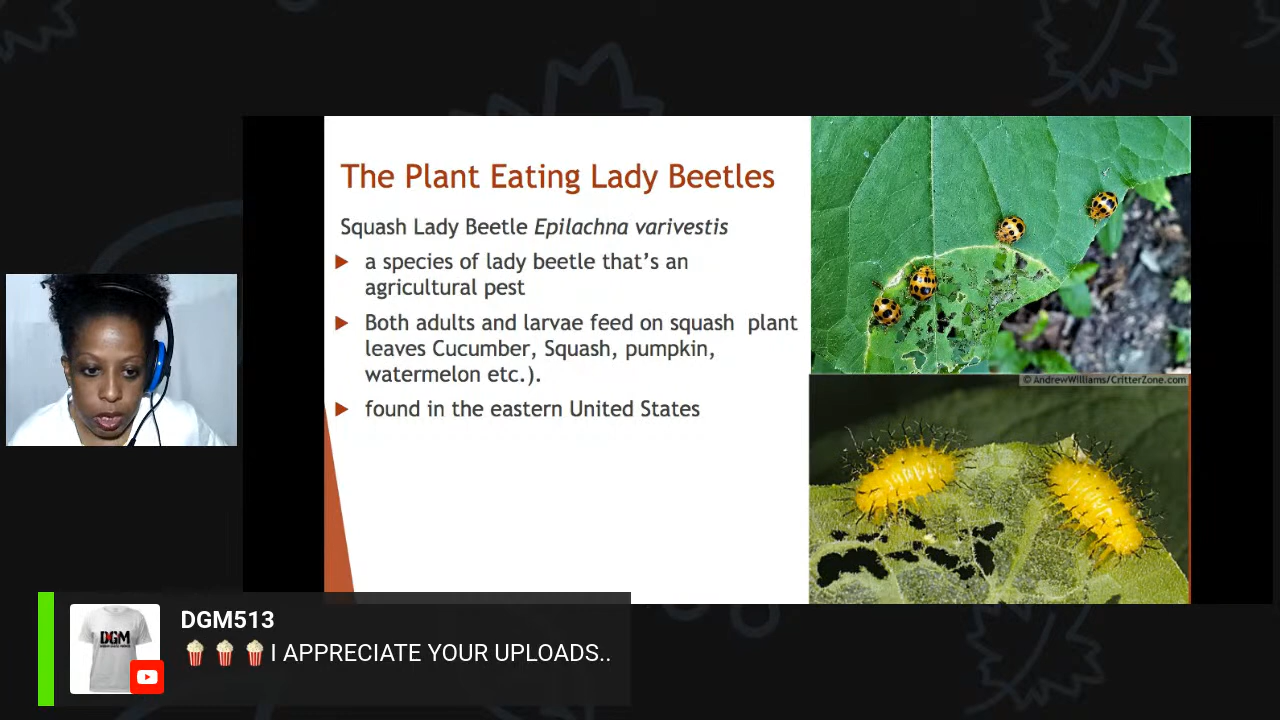 The Plant Eating Lady Beetles
Squash Lady Beetle Epilachna varivestis
a species of lady beetle that's an
agricultural pest
Both adults and larvae feed on squash  plant
leaves Cucumber, Squash, pumpkin,
watermelon etc.).
found in the eastern United States
© AndrewWilliams/CritterZone.com
DGM
DGM513
🍿 🍿 🍿I APPRECIATE YOUR UPLOADS..